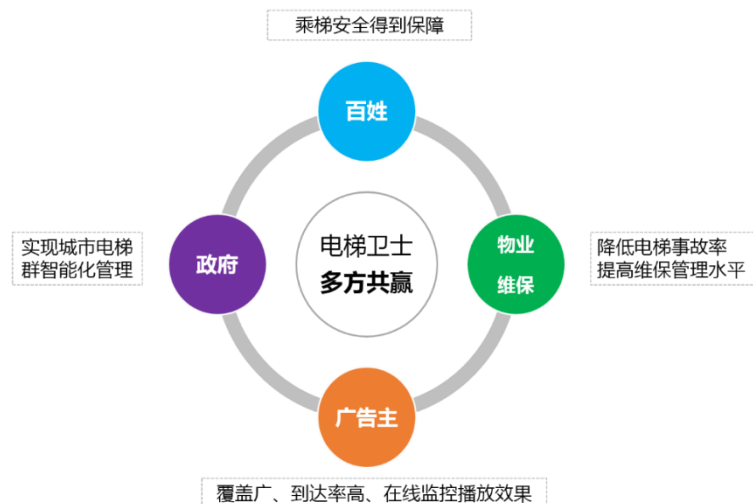 乘梯安全得到保障
百姓
实现城市电梯
群智能化管理
政府
电梯卫士
多方共赢
物业
维保
降低电梯事故率
提高维保管理水平
广告主
覆盖广、到达率高、在线监控播放效果